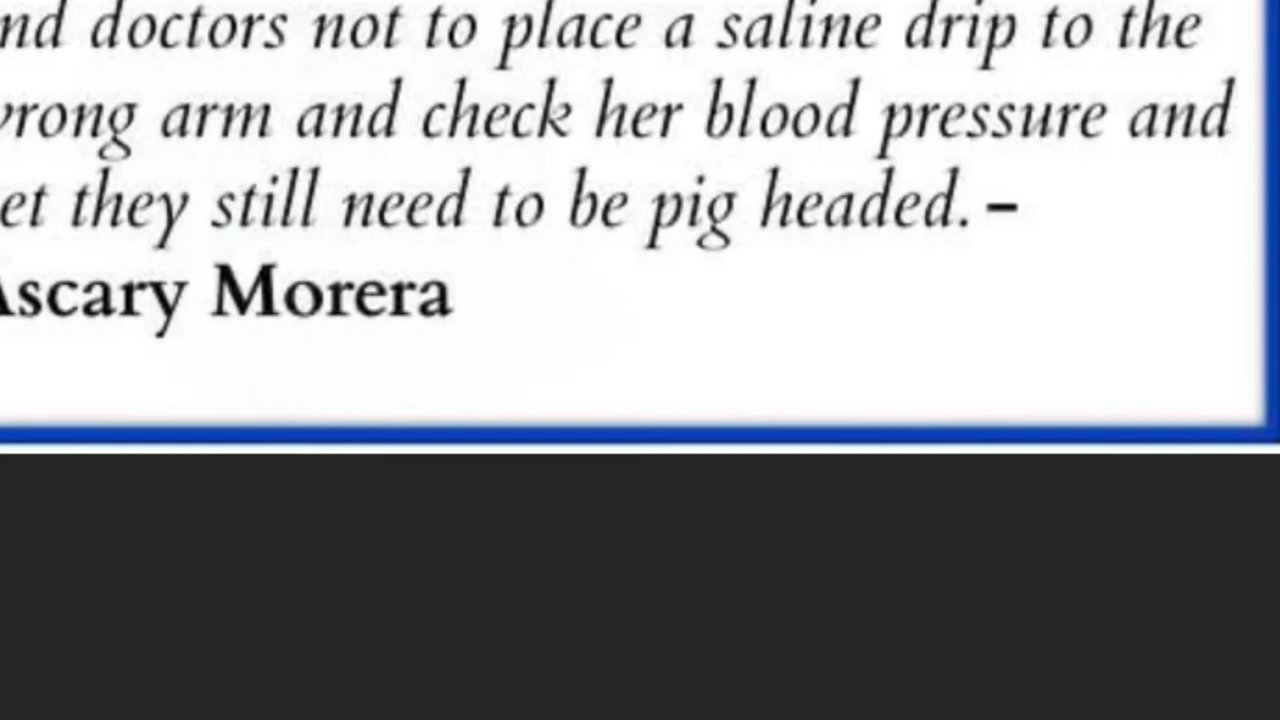 nd doctors not to place a saline drip to the
wrong arm and check her blood pressure and
et they still need to be pig headed. –
Ascary Morera